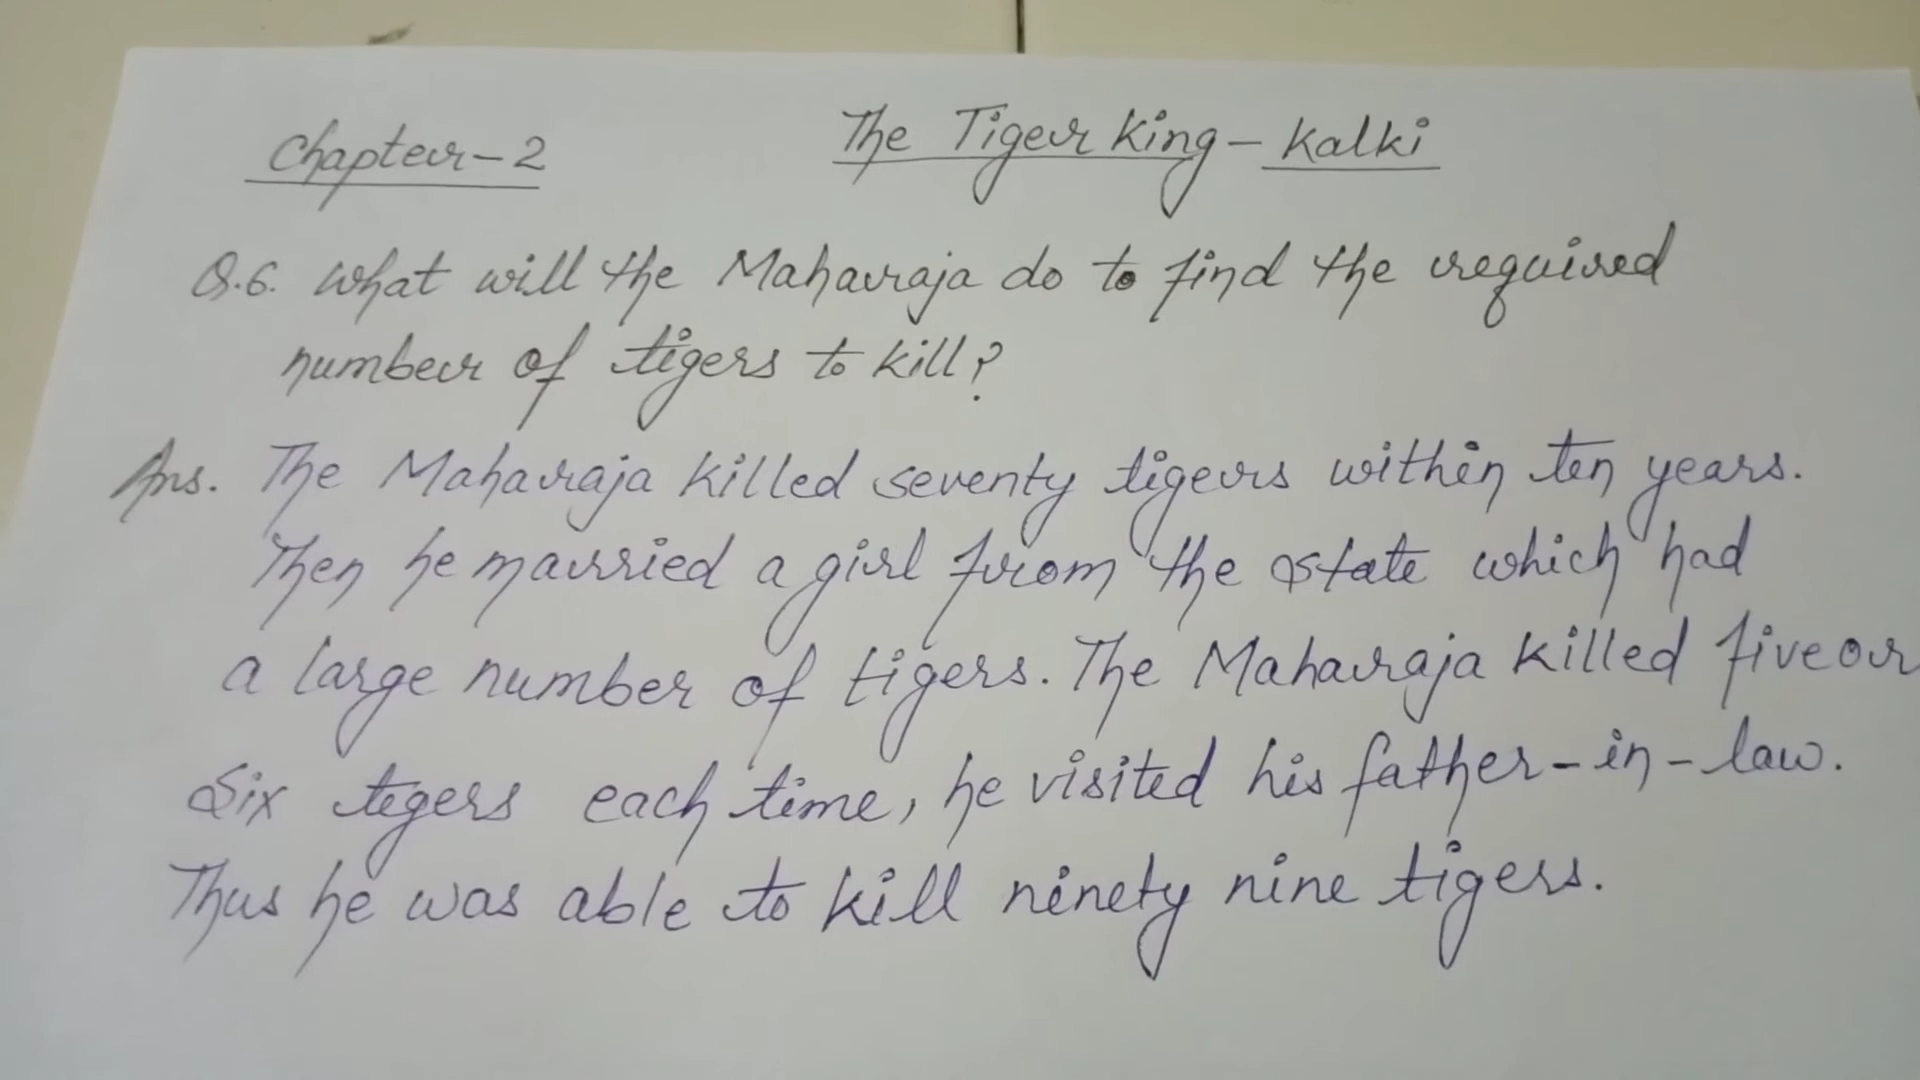 Chapter-2 The Tiger King - Kalki
Q.6. What will the Maharaja do to find the required
number of tigers to kill?
Ans. The Maharaja killed seventy tigers within ten years.
Then he married a girl from the state which had
a large number of tigers. The Maharaja killed five or
Six tegers each time, he visited his father-in-law.
Thus he was able to kill ninety nine tigers.